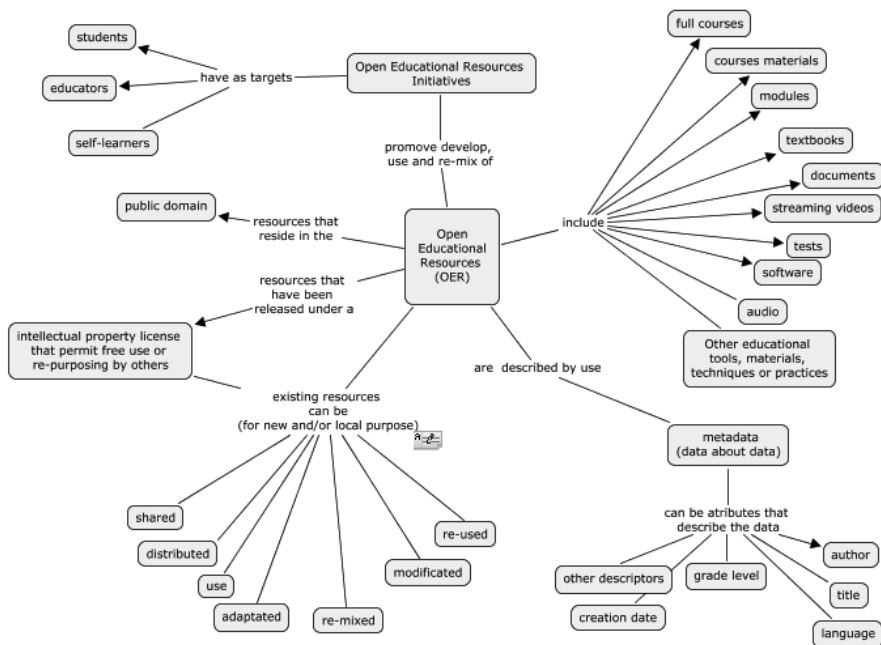 students
educators
self-learners
have as targets
Open Educational Resources
Initiatives
promove develop,
use and re-mix of
public domain
resources that
reside in the
Open
Educational
Resources
(OER)
resources that
have been
released under a
intellectual property license
that permit free use or
re-purposing by others
include
full courses
courses materials
modules
textbooks
documents
streaming videos
tests
software
audio
Other educational
tools, materials,
techniques or practices
existing resources
can be
(for new and/or local purpose)
shared
distributed
use
adaptated
re-mixed
modificated
re-used
are described by use
metadata
(data about data)
can be atributes that
describe the data
other descriptors
creation date
grade level
author
title
language